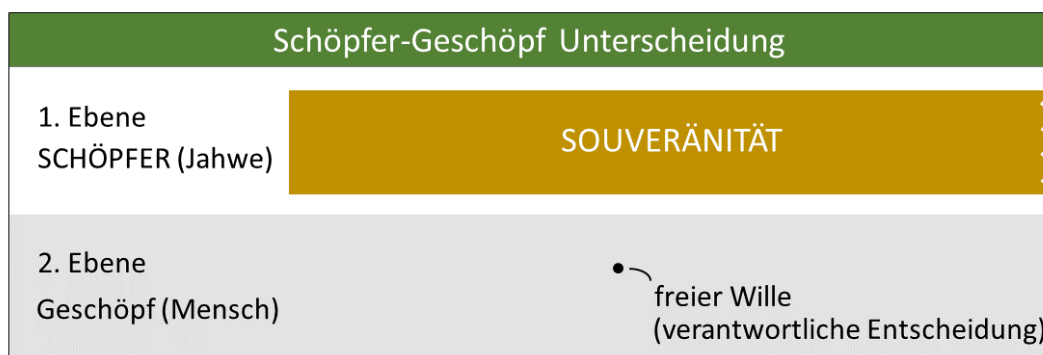 Schöpfer-Geschöpf Unterscheidung
1. Ebene
SCHÖPFER (Jahwe)
SOUVERÄNITÄT
2. Ebene
Geschöpf (Mensch)
freier Wille
(verantwortliche Entscheidung)